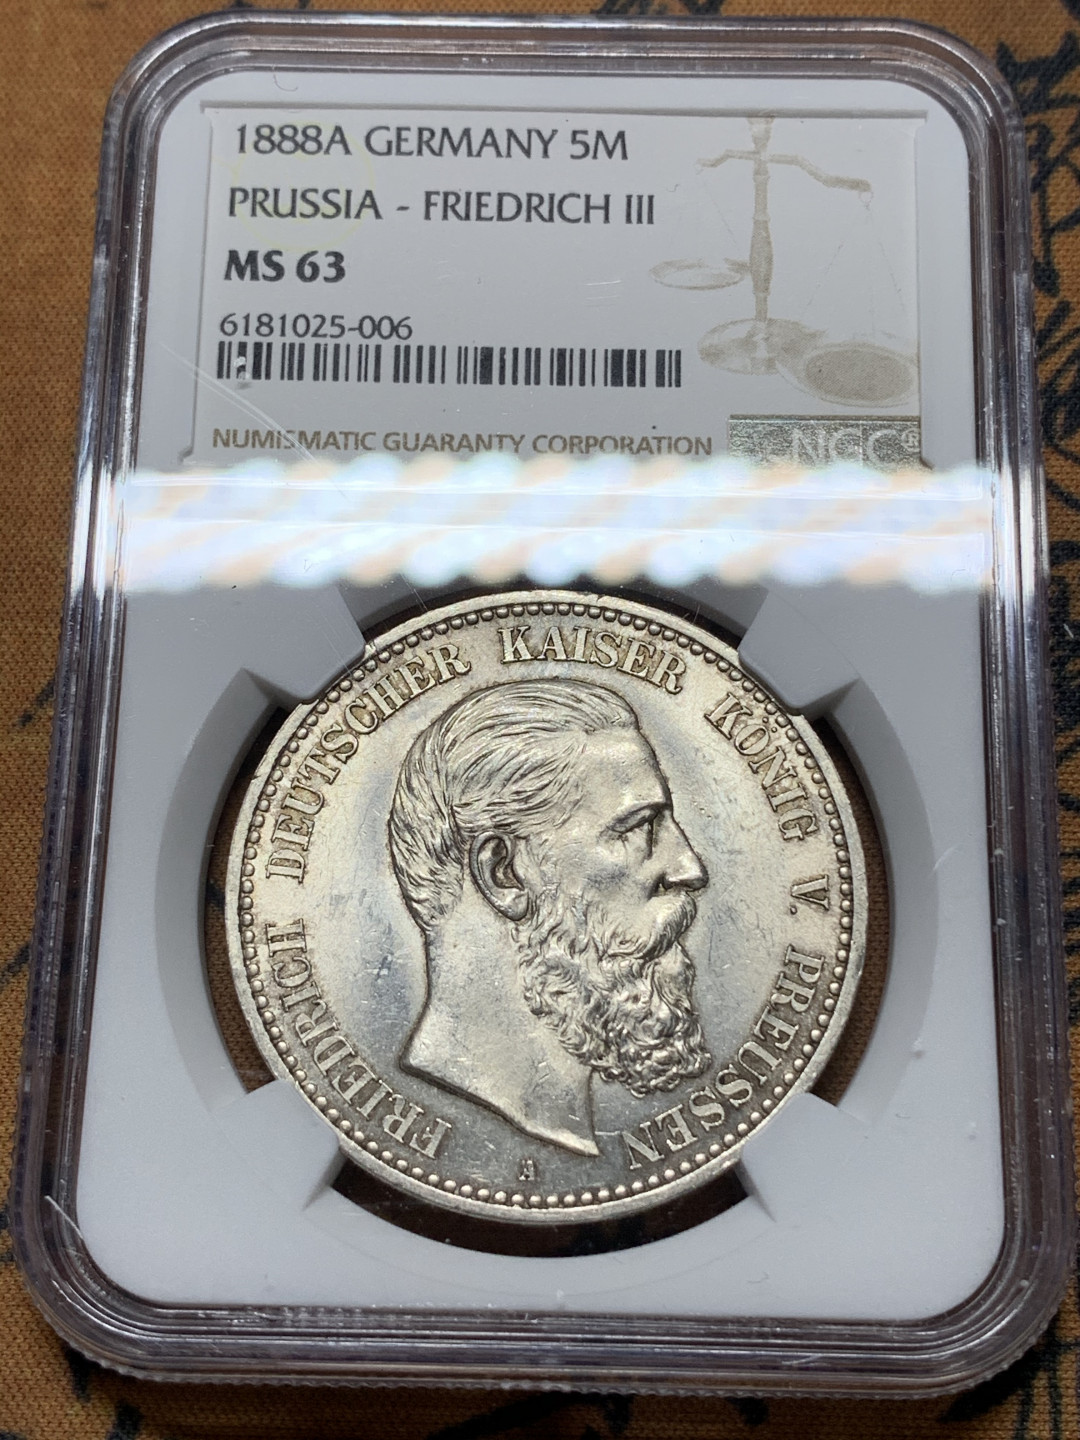 1888A GERMANY 5M
PRUSSIA - FRIEDRICH III
MS 63
6181025-006
NUMISMATIC GUARANTY CORPORATION
NGC®
FRIEDRICH DEUTSCHER KAISER KÖNIG V. PREUSSEN
A